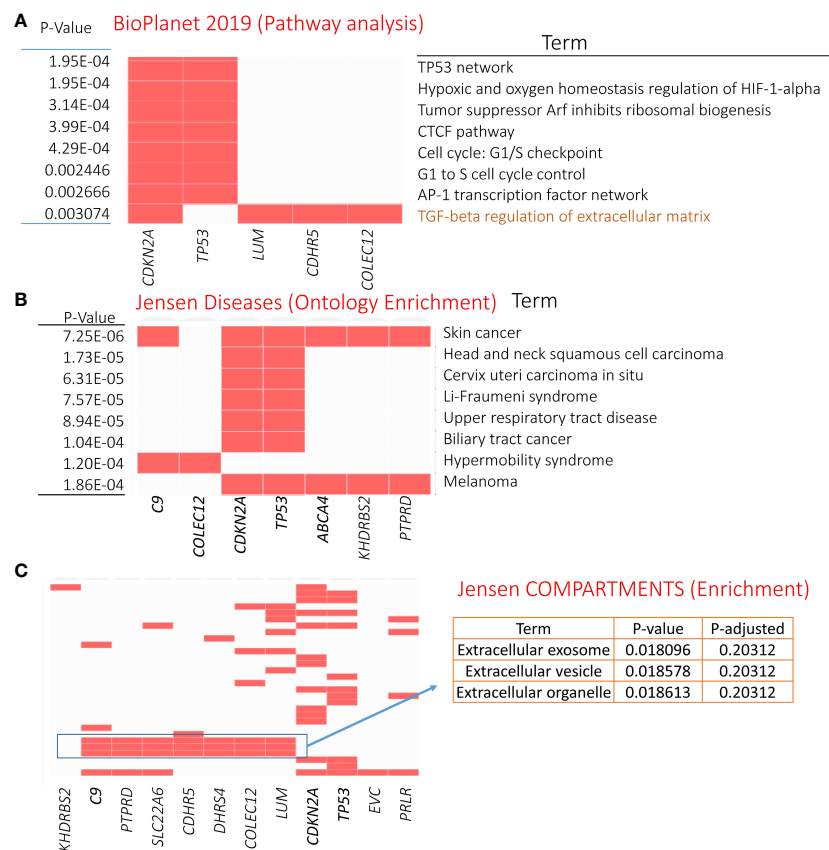 A
P-Value
BioPlanet 2019 (Pathway analysis)
Term
1.95E-04
TP53 network
1.95E-04
Hypoxic and oxygen homeostasis regulation of HIF-1-alpha
3.14E-04
Tumor suppressor Arf inhibits ribosomal biogenesis
3.99E-04
CTCF pathway
4.29E-04
Cell cycle: G1/S checkpoint
0.002446
G1 to S cell cycle control
0.002666
AP-1 transcription factor network
0.003074
TGF-beta regulation of extracellular matrix
CDKN2A
TP53
LUM
CDHR5
COLEC12
B
Jensen Diseases (Ontology Enrichment)
Term
P-Value
7.25E-06
Skin cancer
1.73E-05
Head and neck squamous cell carcinoma
6.31E-05
Cervix uteri carcinoma in situ
7.57E-05
Li-Fraumeni syndrome
8.94E-05
Upper respiratory tract disease
1.04E-04
Biliary tract cancer
1.20E-04
Hypermobility syndrome
1.86E-04
Melanoma
C9
COLEC12
CDKN2A
TP53
ABCA4
KHDRBS2
PTPRD
C
Jensen COMPARTMENTS (Enrichment)
Term P-value P-adjusted
Extracellular exosome 0.018096 0.20312
Extracellular vesicle 0.018578 0.20312
Extracellular organelle 0.018613 0.20312
KHDRBS2
C9
PTPRD
SLC22A6
CDHR5
DHRS4
COLEC12
LUM
CDKN2A
TP53
EVC
PRLR